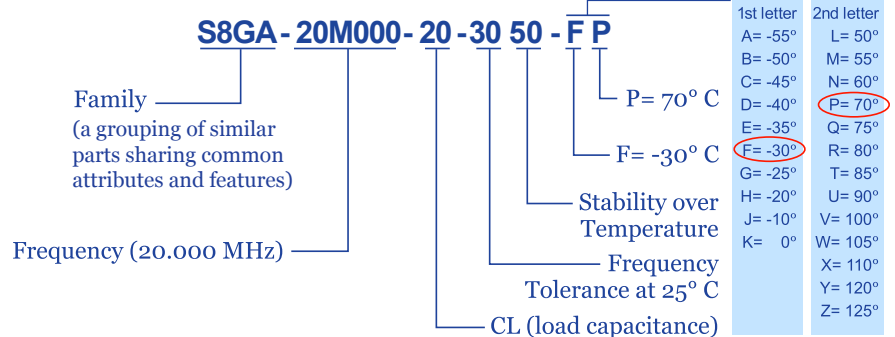 S8GA-20M000-20-30 50-F P
Family
(a grouping of similar
parts sharing common
attributes and features)
Frequency (20.000 MHz)
P= 70° C
F= -30° C
Stability over
Temperature
Frequency
Tolerance at 25° C
CL (load capacitance)
1st letter
A= -55°
B= -50°
C= -45°
D= -40°
E= -35°
F= -30°
G= -25°
H= -20°
J= -10°
K= 0°
2nd letter
L= 50°
M= 55°
N= 60°
P= 70°
Q= 75°
R= 80°
T= 85°
U= 90°
V= 100°
W= 105°
X= 110°
Y= 120°
Z= 125°